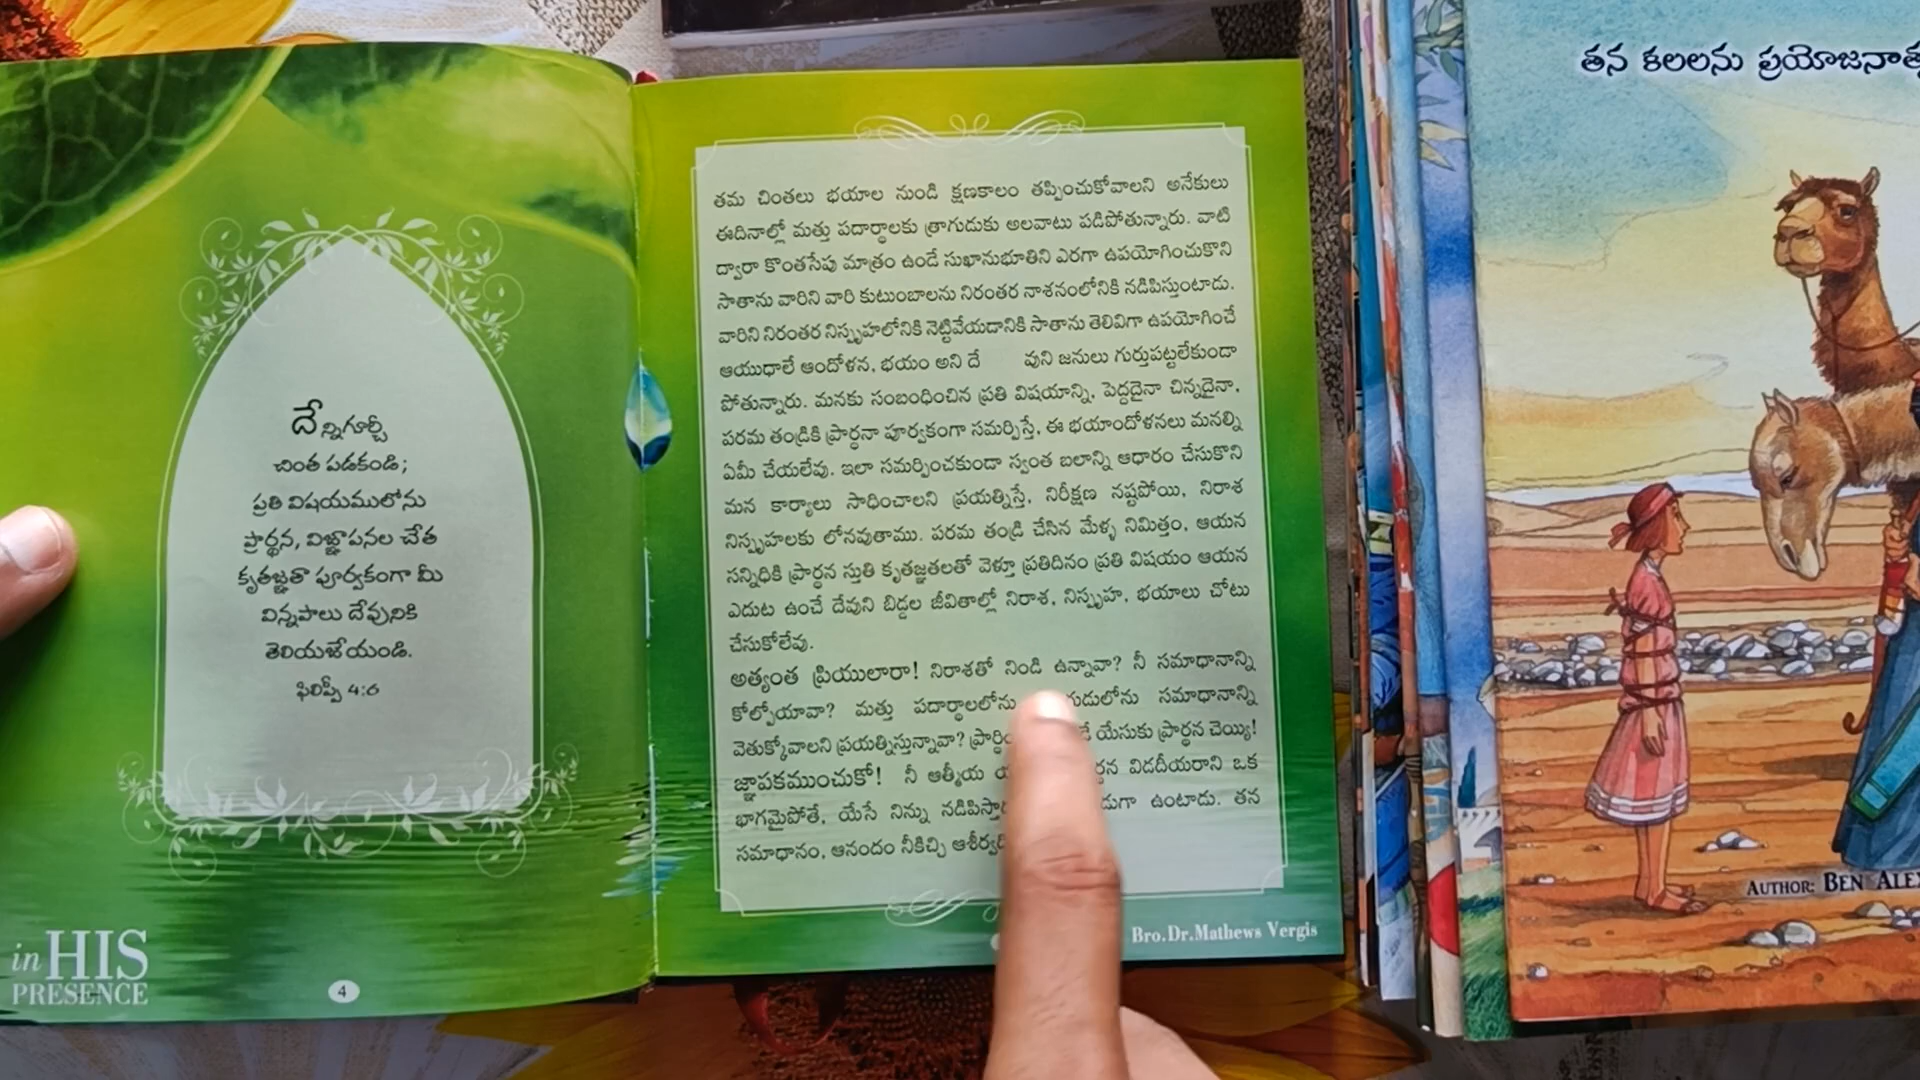 దేన్నిగూర్చీ
చింత పడకండి;
ప్రతి విషయములోను
ప్రార్థన, విజ్ఞాపనల చేత
కృతజ్ఞతా పూర్వకంగా మీ
విన్నపాలు దేవునికి
తెలియజేయండి.
ఫిలిప్పీ 4:6
in HIS
PRESENCE
4
తమ చింతలు భయాల నుండి క్షణకాలం తప్పించుకోవాలని అనేకులు
ఈదినాల్లో మత్తు పదార్థాలకు త్రాగుడుకు అలవాటు పడిపోతున్నారు. వాటి
ద్వారా కొంతసేపు మాత్రం ఉండే సుఖానుభూతిని ఎరగా ఉపయోగించుకొని
సాతాను వారిని వారి కుటుంబాలను నిరంతర నాశనంలోనికి నడిపిస్తుంటాడు.
వారిని నిరంతర నిస్పృహలోనికి నెట్టివేయడానికి సాతాను తెలివిగా ఉపయోగించే
ఆయుధాలే ఆందోళన, భయం అని దే వుని జనులు గుర్తుపట్టలేకుండా
పోతున్నారు. మనకు సంబంధించిన ప్రతి విషయాన్ని, పెద్దదైనా చిన్నదైనా,
పరమ తండ్రికి ప్రార్థనా పూర్వకంగా సమర్పిస్తే, ఈ భయాందోళనలు మనల్ని
ఏమీ చేయలేవు. ఇలా సమర్పించకుండా స్వంత బలాన్ని ఆధారం చేసుకొని
మన కార్యాలు సాధించాలని ప్రయత్నిస్తే, నిరీక్షణ నష్టపోయి, నిరాశ
నిస్పృహలకు లోనవుతాము. పరమ తండ్రి చేసిన మేళ్ళ నిమిత్తం, ఆయన
సన్నిధికి ప్రార్థన స్తుతి కృతజ్ఞతలతో వెళ్తూ ప్రతిదినం ప్రతి విషయం ఆయన
ఎదుట ఉంచే దేవుని బిడ్డల జీవితాల్లో నిరాశ, నిస్పృహ, భయాలు చోటు
చేసుకోలేవు.
అత్యంత ప్రియులారా! నిరాశతో నిండి ఉన్నావా? నీ సమాధానాన్ని
కోల్పోయావా? మత్తు పదార్థాలలోను సమాధానాన్ని
వెతుక్కోవాలని ప్రయత్నిస్తున్నావా? యేసుకు ప్రార్థన చెయ్యి!
జ్ఞాపకముంచుకో! నీ ఆత్మీయ విడదీయరాని ఒక
భాగమైపోతే, యేసే నిన్ను ఉంటాడు. తన
సమాధానం, ఆనందం నీకిచ్చి
Bro.Dr.Mathews Vergis
తన కలలను
AUTHOR: BEN